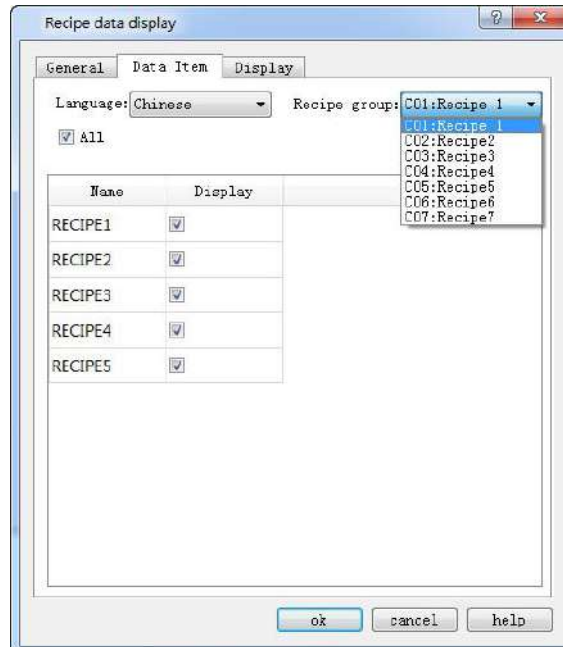 Recipe data display
General Data Item Display
Language: Chinese Recipe group: C01:Recipe 1
All
C01:Recipe 1
C02:Recipe2
C03:Recipe3
C04:Recipe4
C05:Recipe5
C06:Recipe6
C07:Recipe7
Name Display
RECIPE1
RECIPE2
RECIPE3
RECIPE4
RECIPE5
ok cancel help